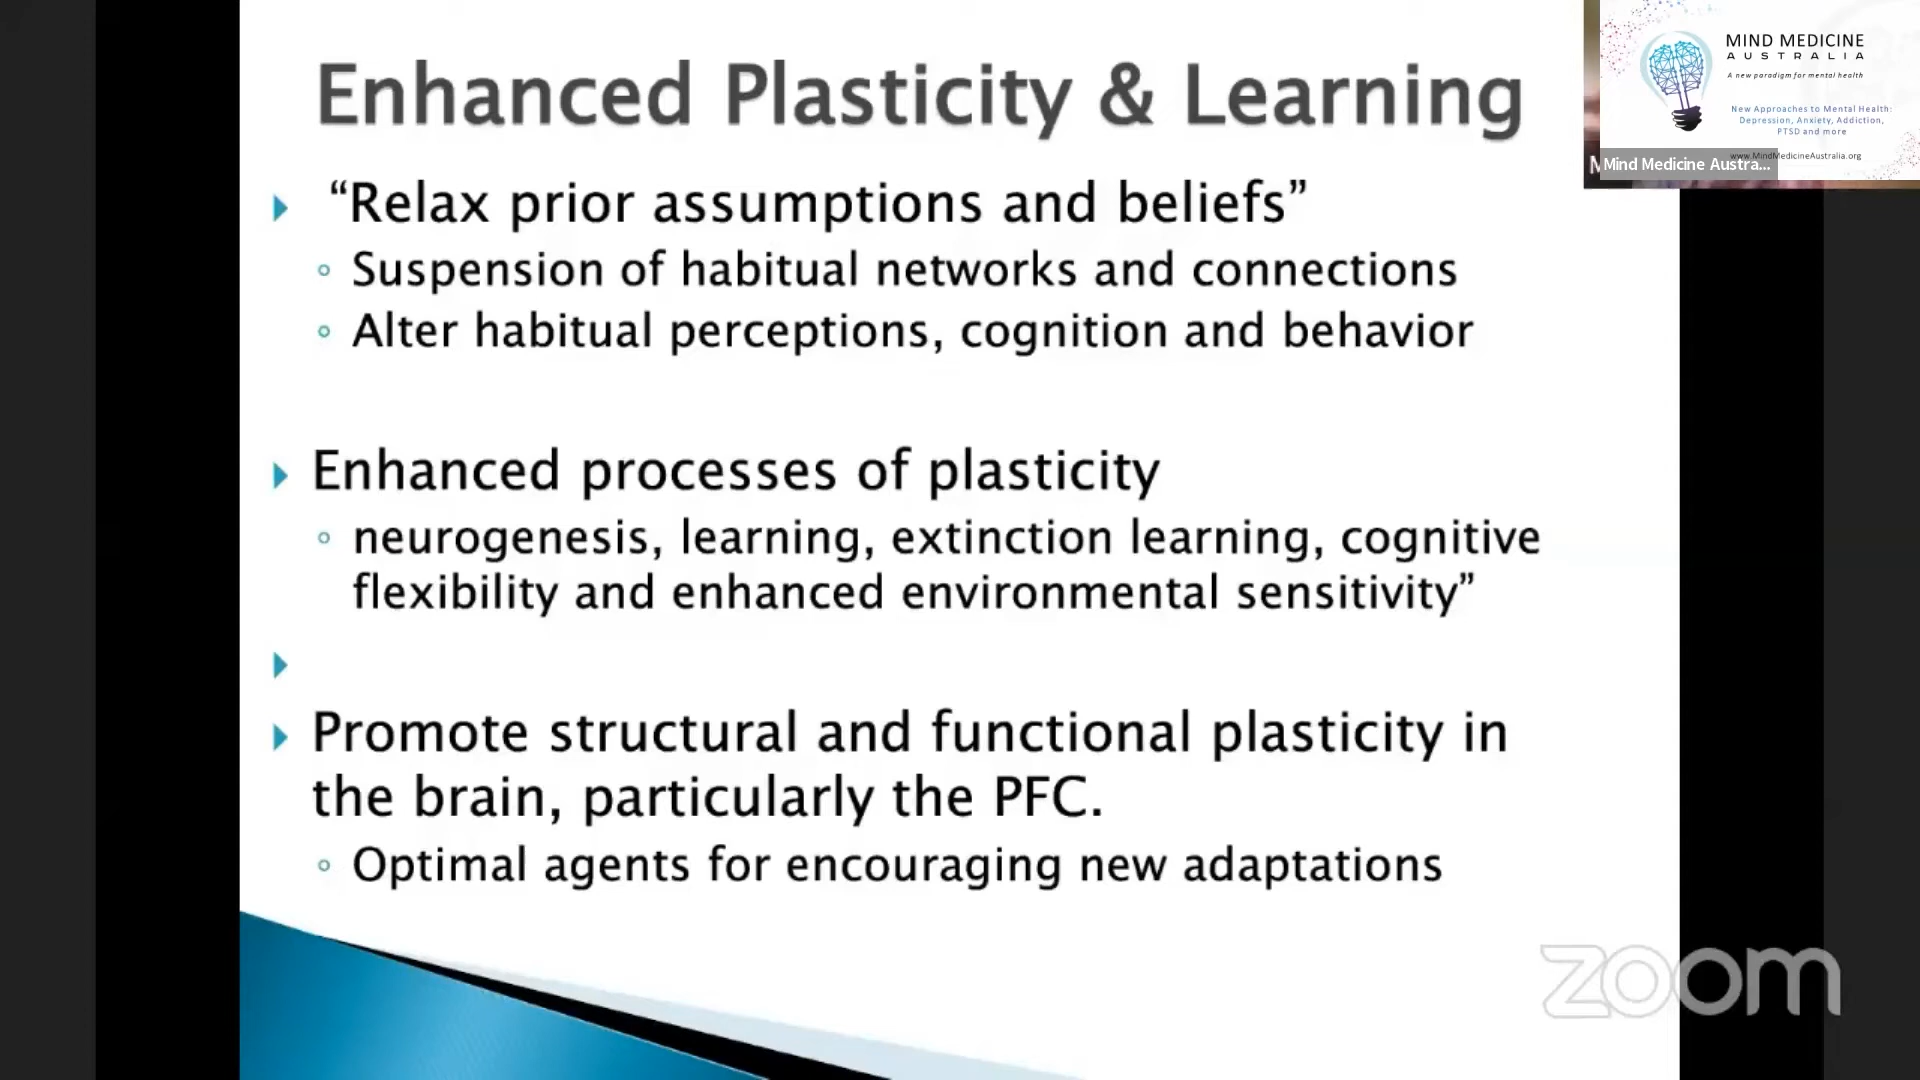 Enhanced Plasticity & Learning
“Relax prior assumptions and beliefs”
Suspension of habitual networks and connections
Alter habitual perceptions, cognition and behavior
Enhanced processes of plasticity
neurogenesis, learning, extinction learning, cognitive
flexibility and enhanced environmental sensitivity”
Promote structural and functional plasticity in
the brain, particularly the PFC.
Optimal agents for encouraging new adaptations
MIND MEDICINE
AUSTRALIA
A new paradigm for mental health
New Approaches to Mental Health:
Depression, Anxiety, Addiction,
PTSD and more
www.MindMedicineAustralia.org
Mind Medicine Austra...
zoom